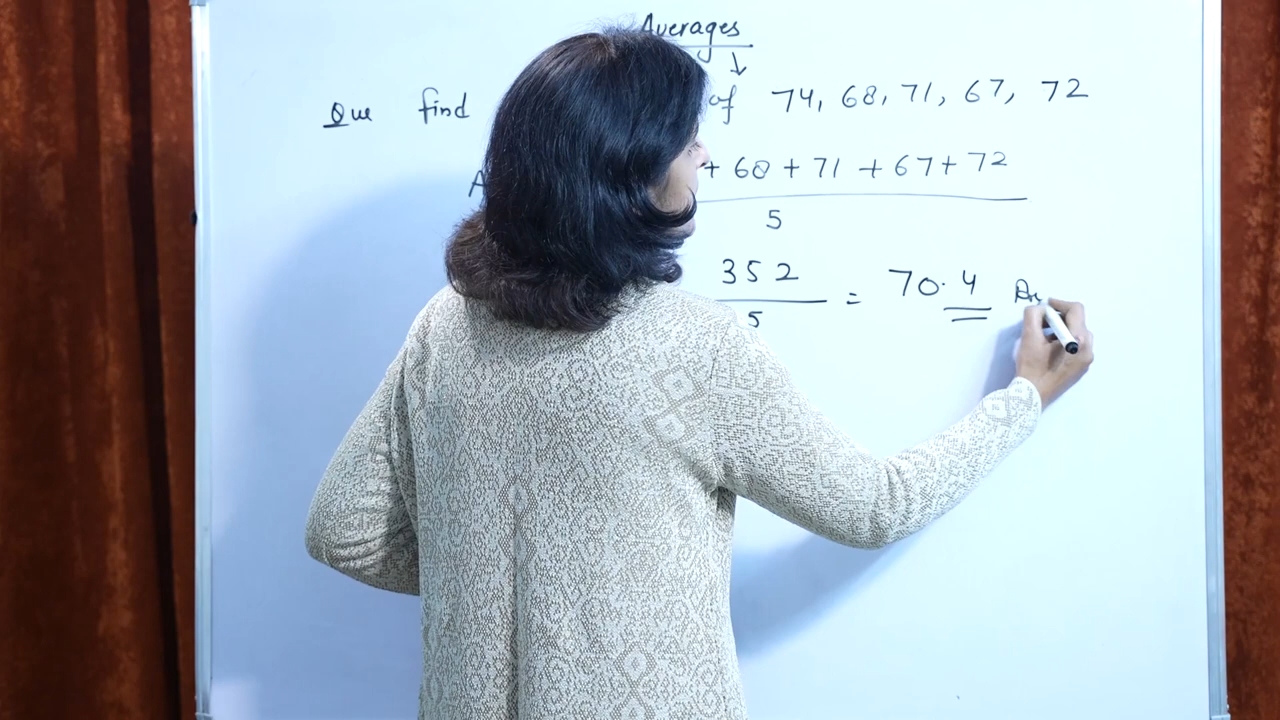 Averages
↓
Que find of 74, 68, 71, 67, 72
+ 68 + 71 + 67 + 72
5
352 = 70.4
5